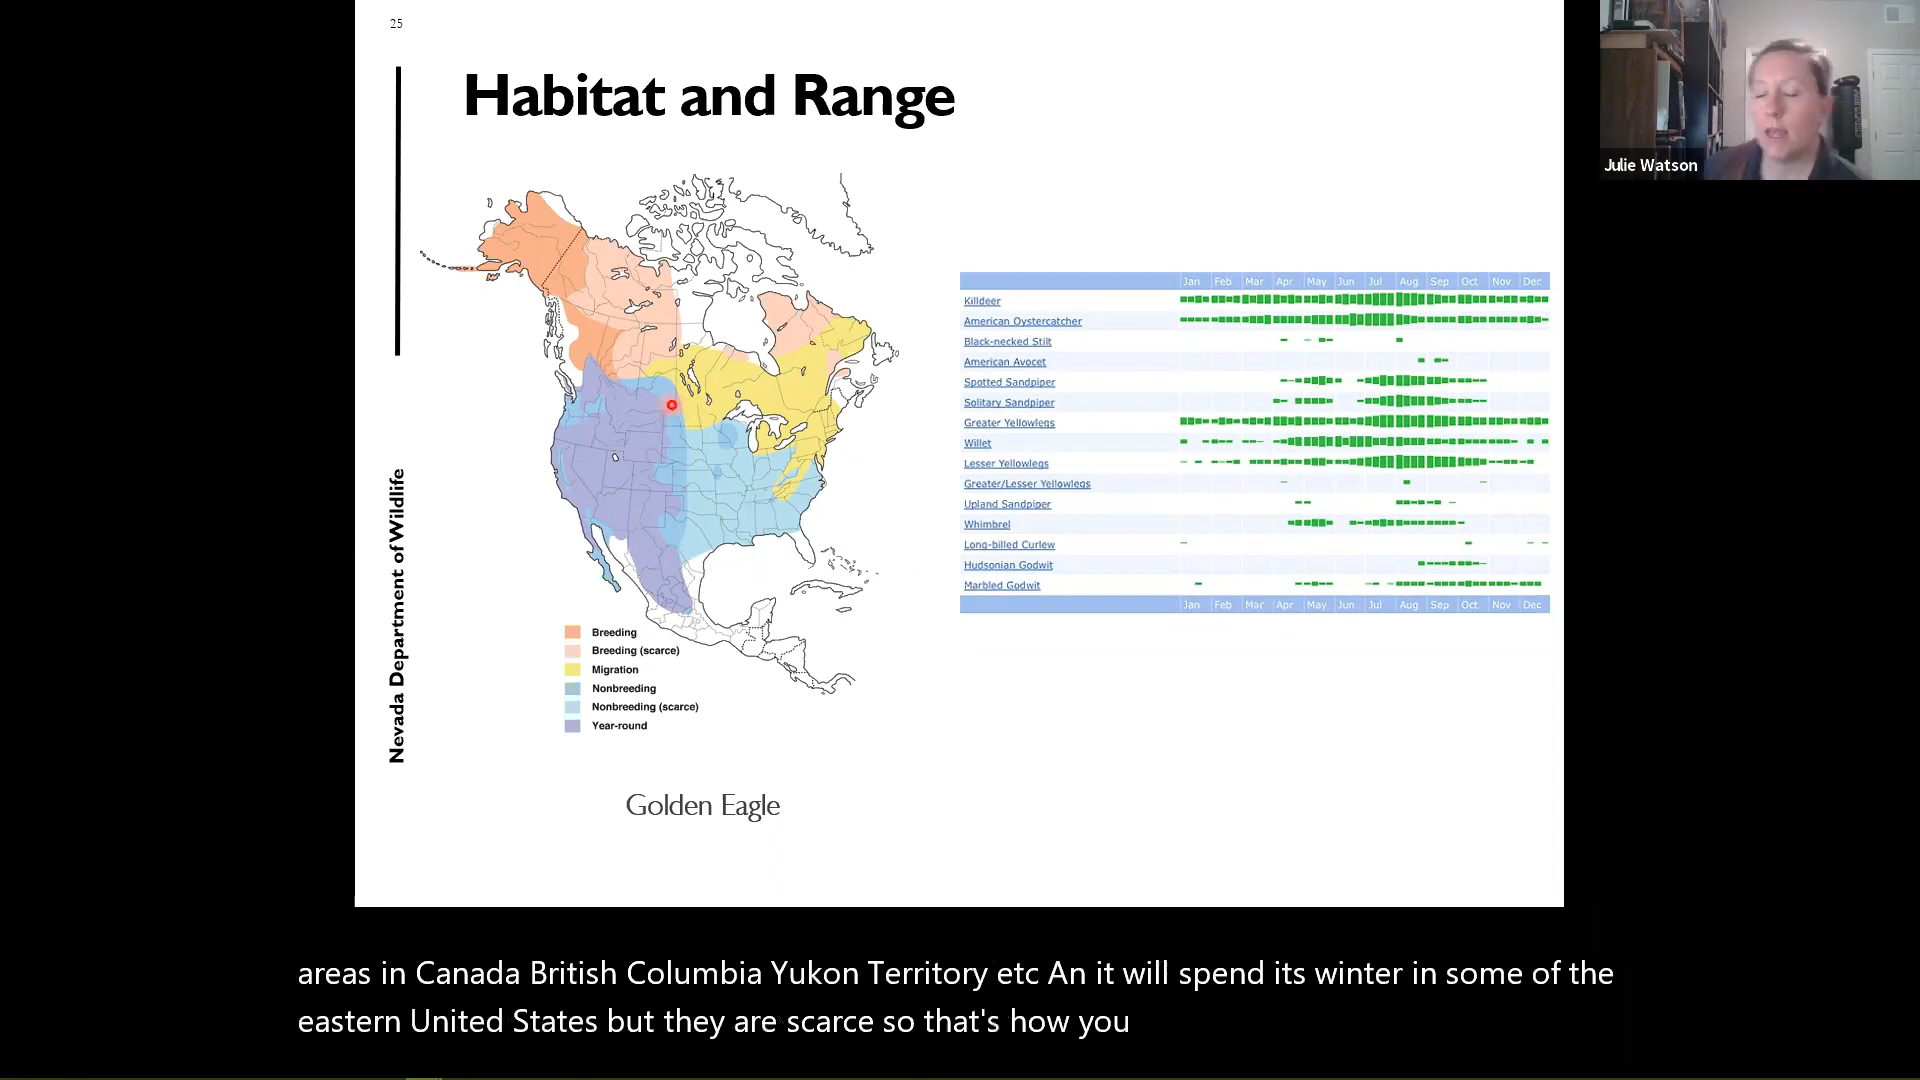 25
Habitat and Range
Julie Watson
Nevada Department of Wildlife
Jan Feb Mar Apr May Jun Jul Aug Sep Oct Nov Dec
Killdeer
American Oystercatcher
Black-necked Stilt
American Avocet
Spotted Sandpiper
Solitary Sandpiper
Greater Yellowlegs
Willet
Lesser Yellowlegs
Greater/Lesser Yellowlegs
Upland Sandpiper
Whimbrel
Long-billed Curlew
Hudsonian Godwit
Marbled Godwit
Jan Feb Mar Apr May Jun Jul Aug Sep Oct Nov Dec
Breeding
Breeding (scarce)
Migration
Nonbreeding
Nonbreeding (scarce)
Year-round
Golden Eagle
areas in Canada British Columbia Yukon Territory etc An it will spend its winter in some of the
eastern United States but they are scarce so that's how you